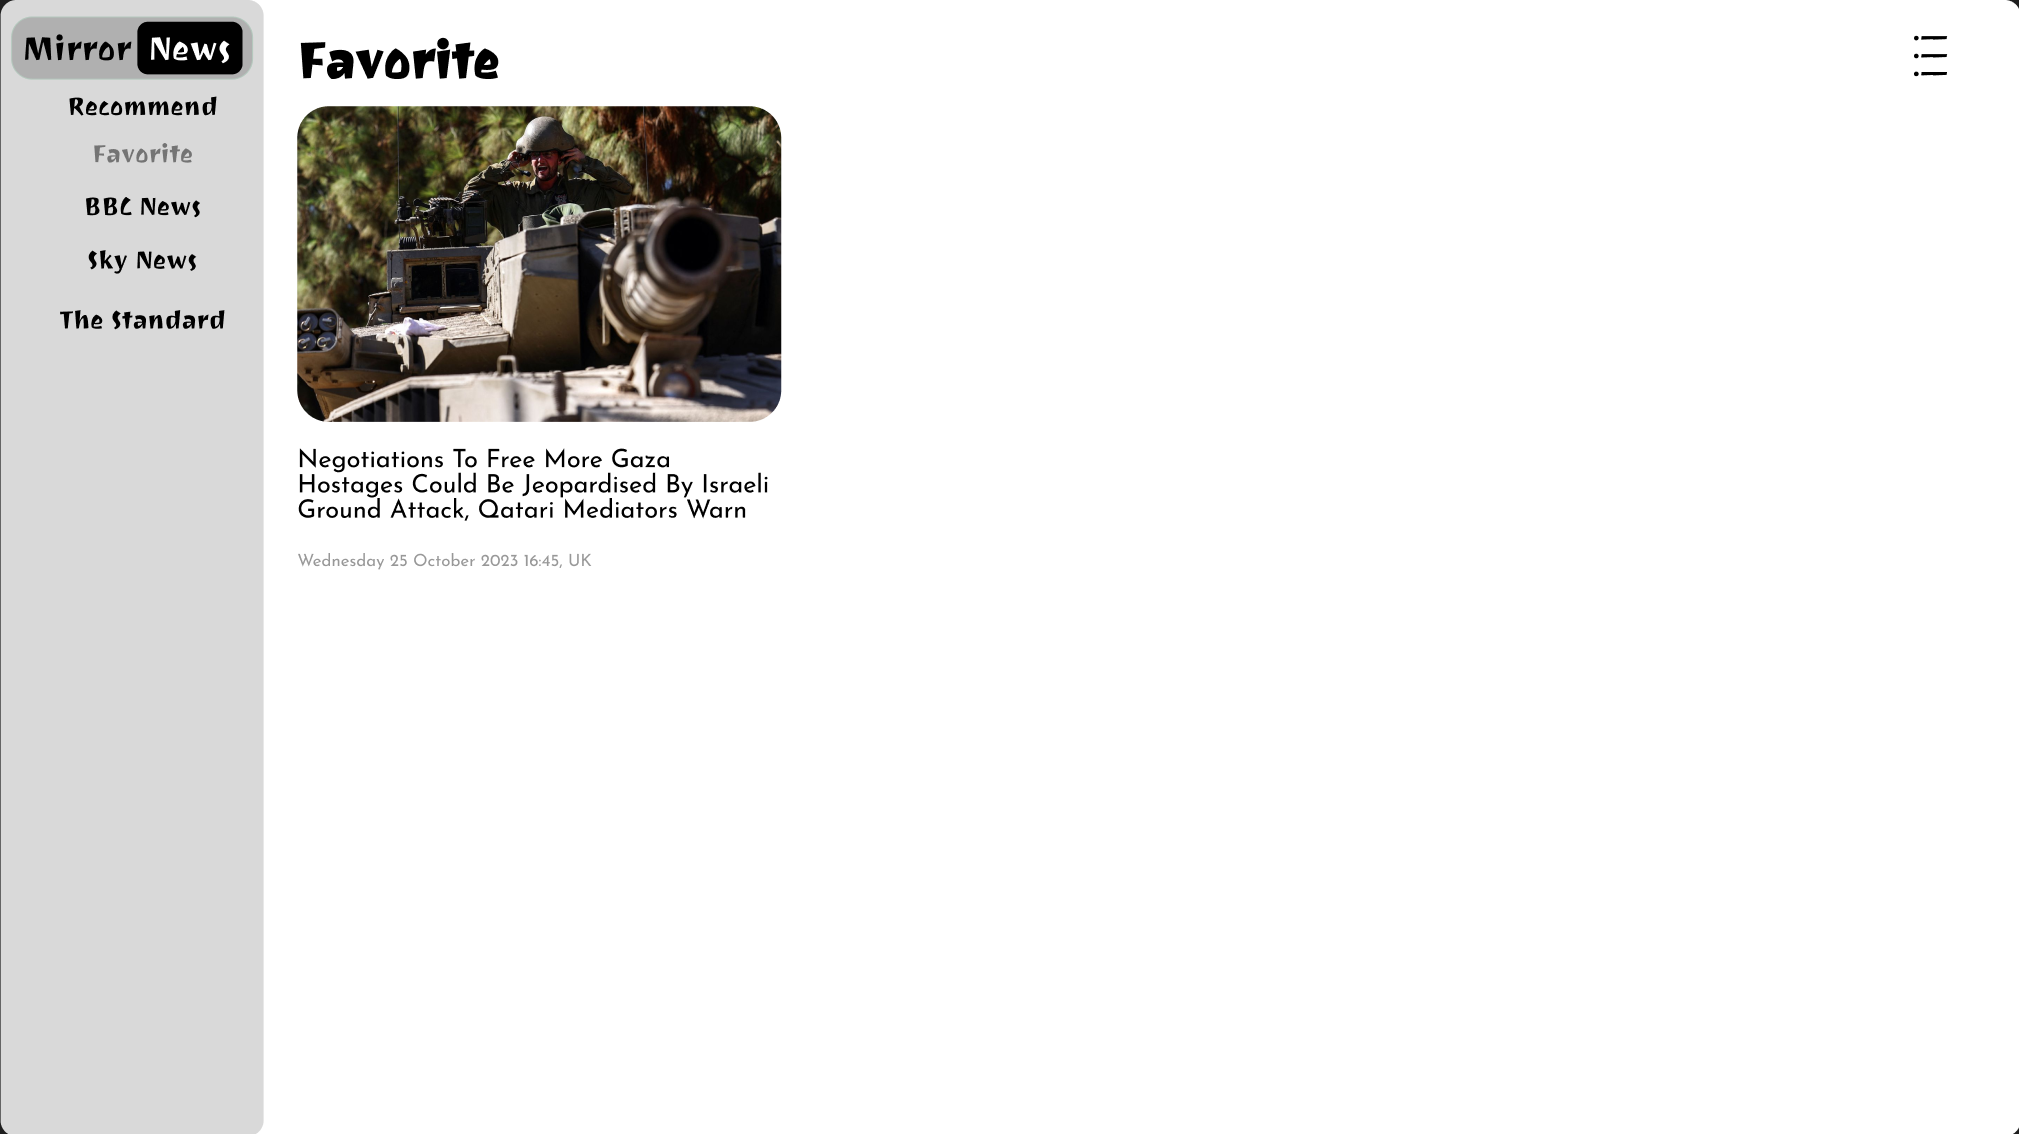 Mirror News
Recommend
Favorite
BBC News
Sky News
The Standard
Favorite
Negotiations To Free More Gaza
Hostages Could Be Jeopardised By Israeli
Ground Attack, Qatari Mediators Warn
Wednesday 25 October 2023 16:45, UK